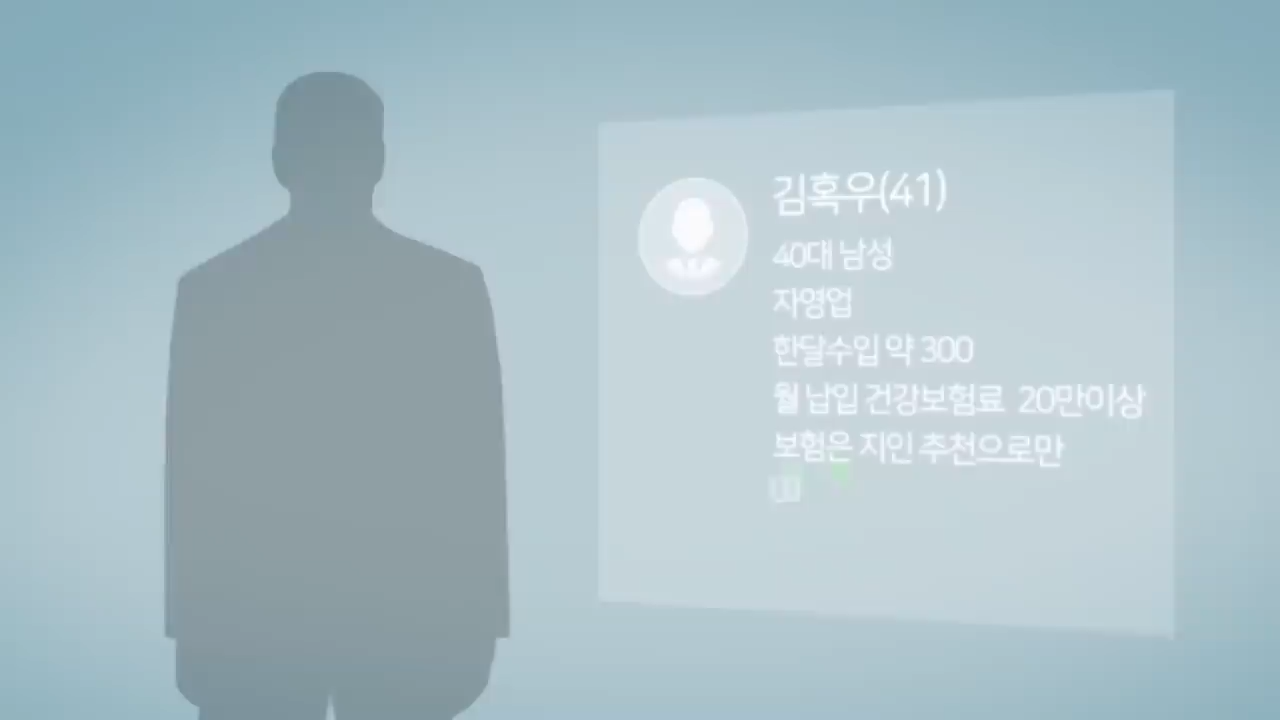 김혹우(41)
40대 남성
자영업
한달수입 약 300
월 납입 건강보험료 20만이상
보험은 지인 추천으로만